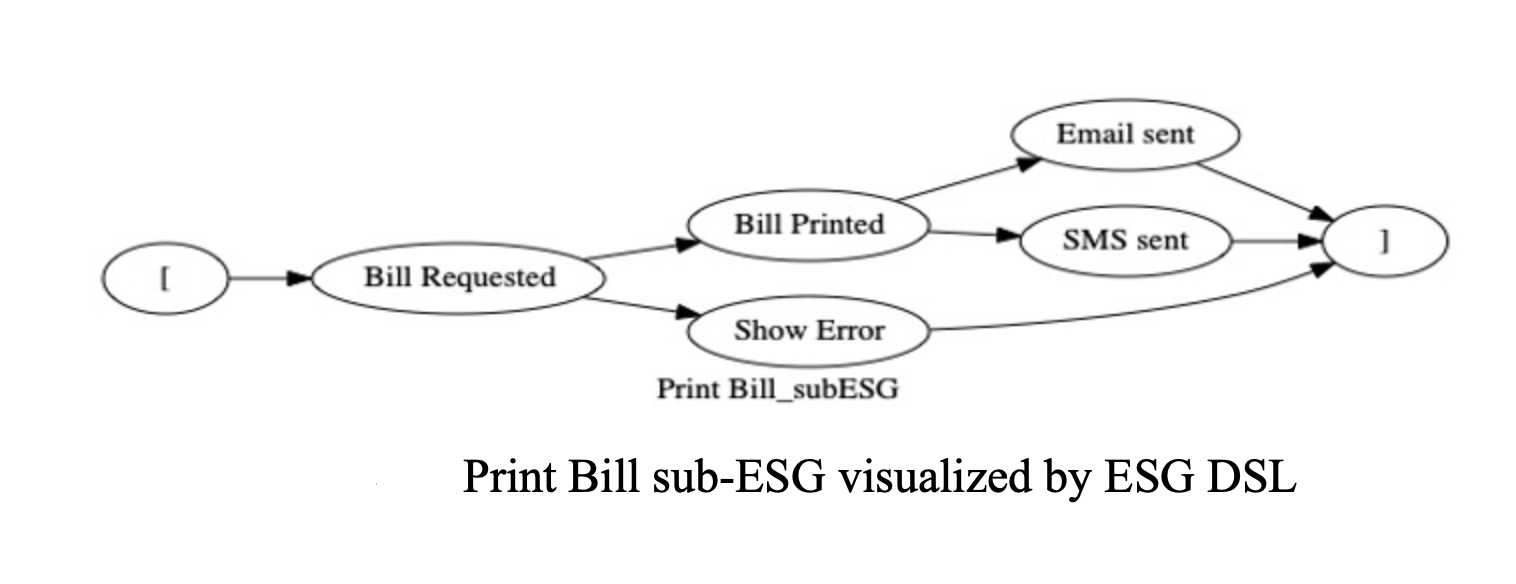 Email sent
Bill Printed
SMS sent
]
[
Bill Requested
Show Error
Print Bill_subESG
Print Bill sub-ESG visualized by ESG DSL